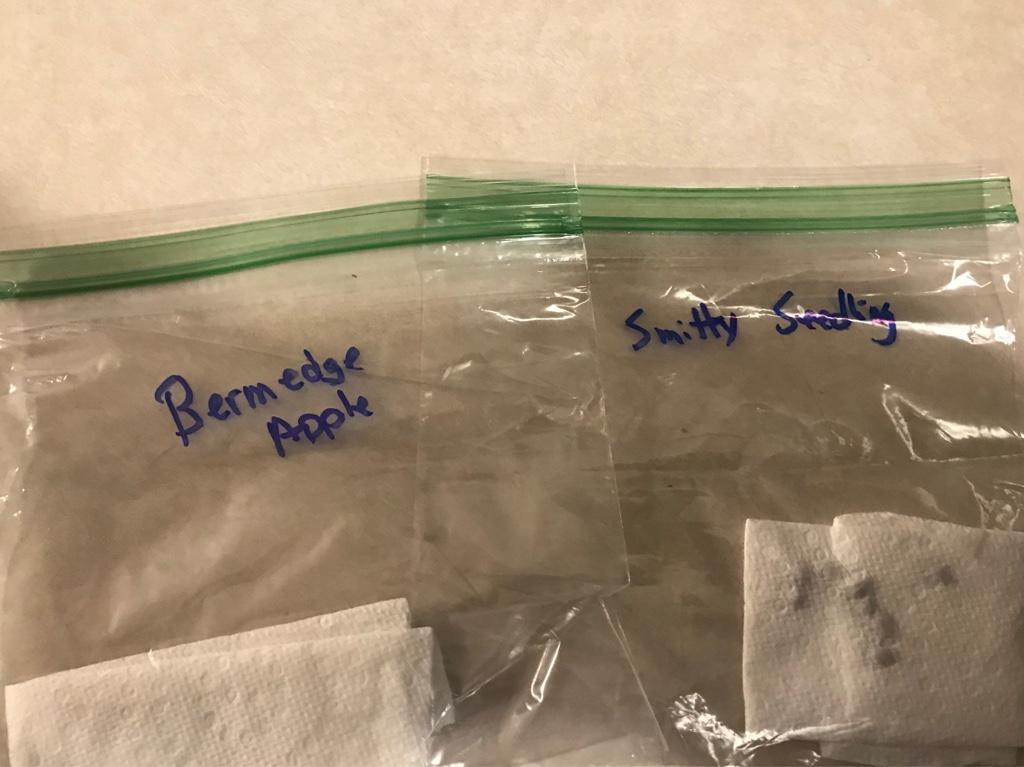 Bermedge
Apple
Smitty Seedling